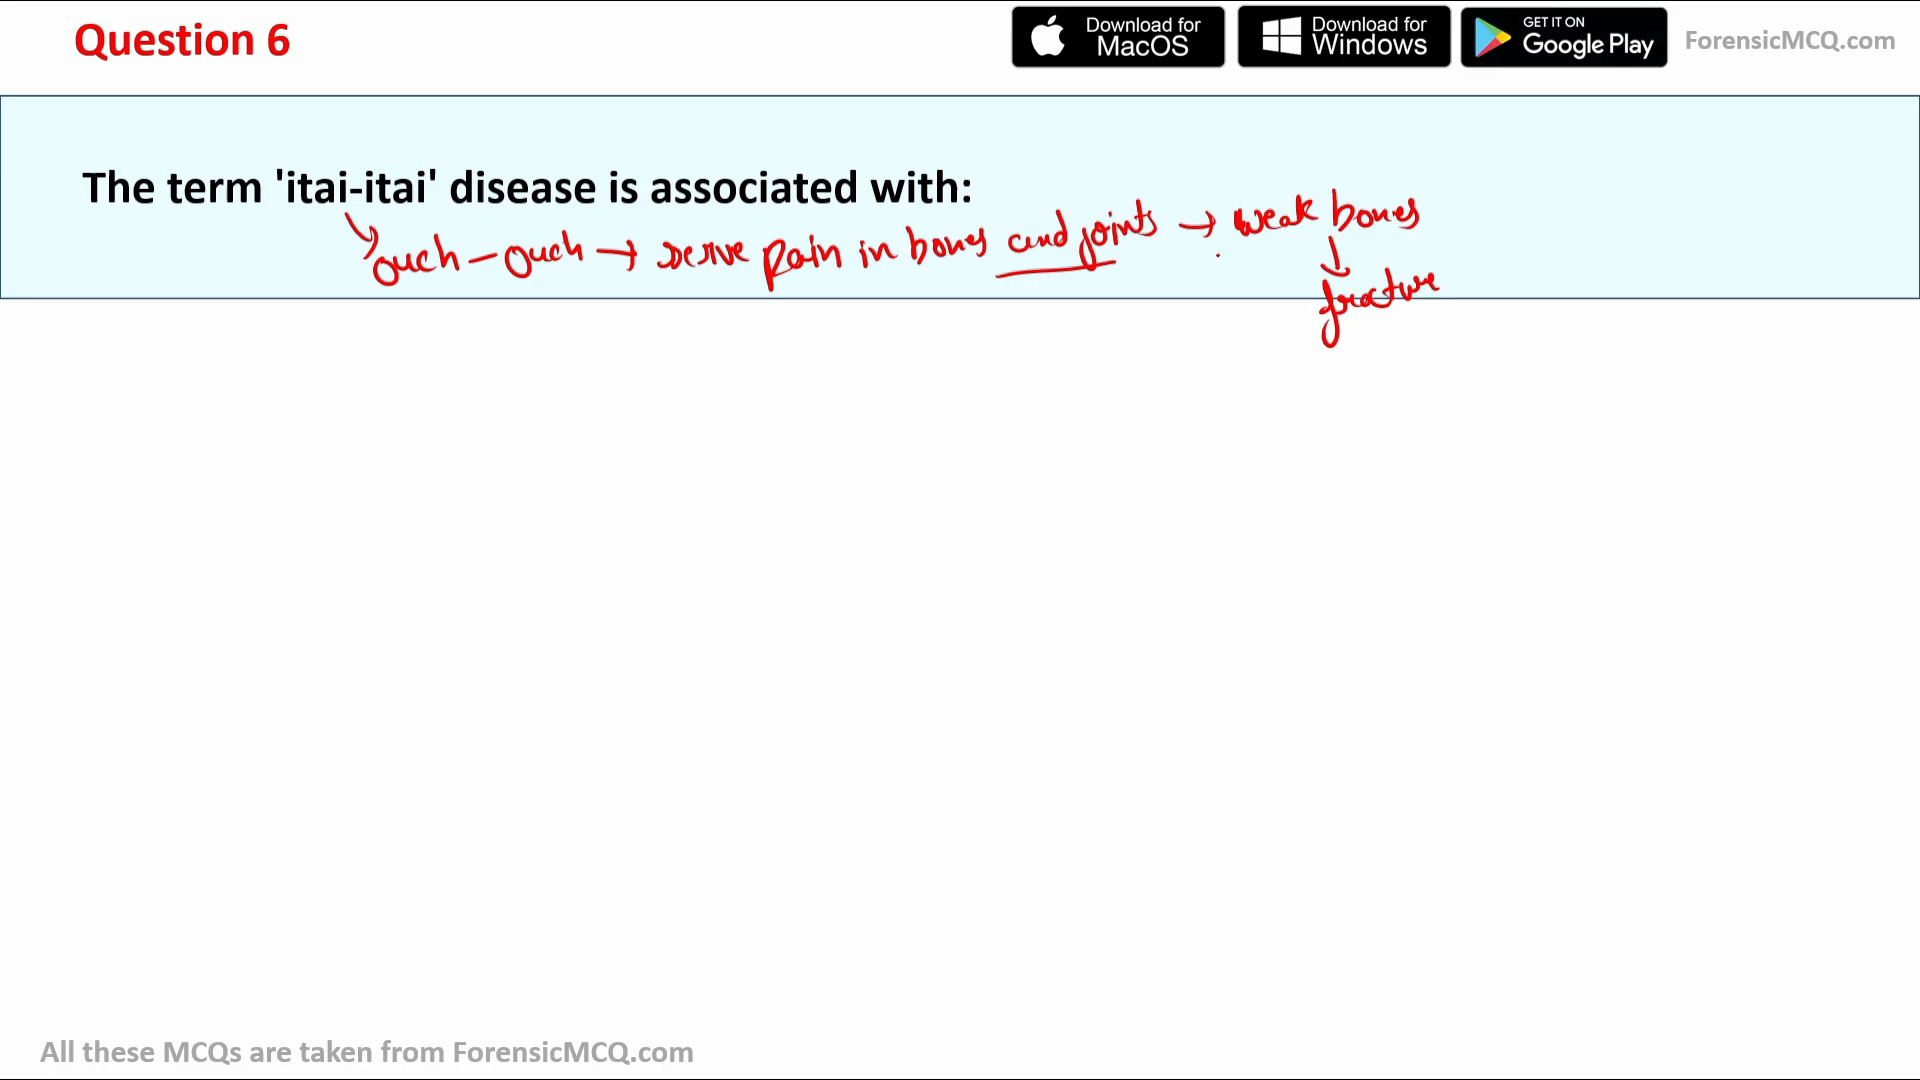 Question 6
Download for MacOS
Download for Windows
GET IT ON Google Play
ForensicMCQ.com
The term 'itai-itai' disease is associated with:
ouch - ouch → serve pain in bones and joints → weak bones
fracture
All these MCQs are taken from ForensicMCQ.com